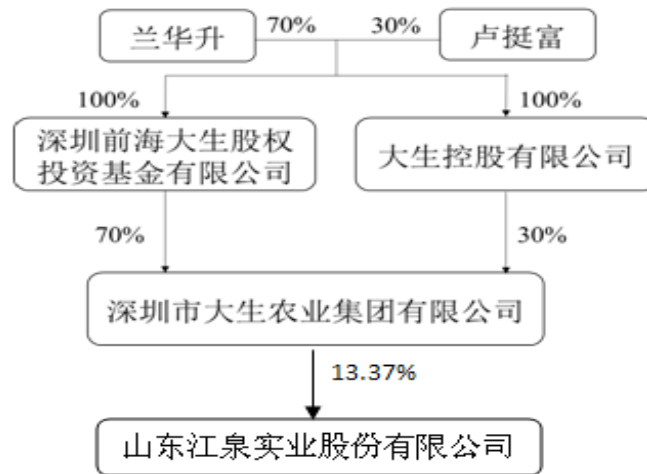 兰华升 70% 30% 卢挺富
100% 100%
深圳前海大生股权
投资基金有限公司
大生控股有限公司
70% 30%
深圳市大生农业集团有限公司
13.37%
山东江泉实业股份有限公司